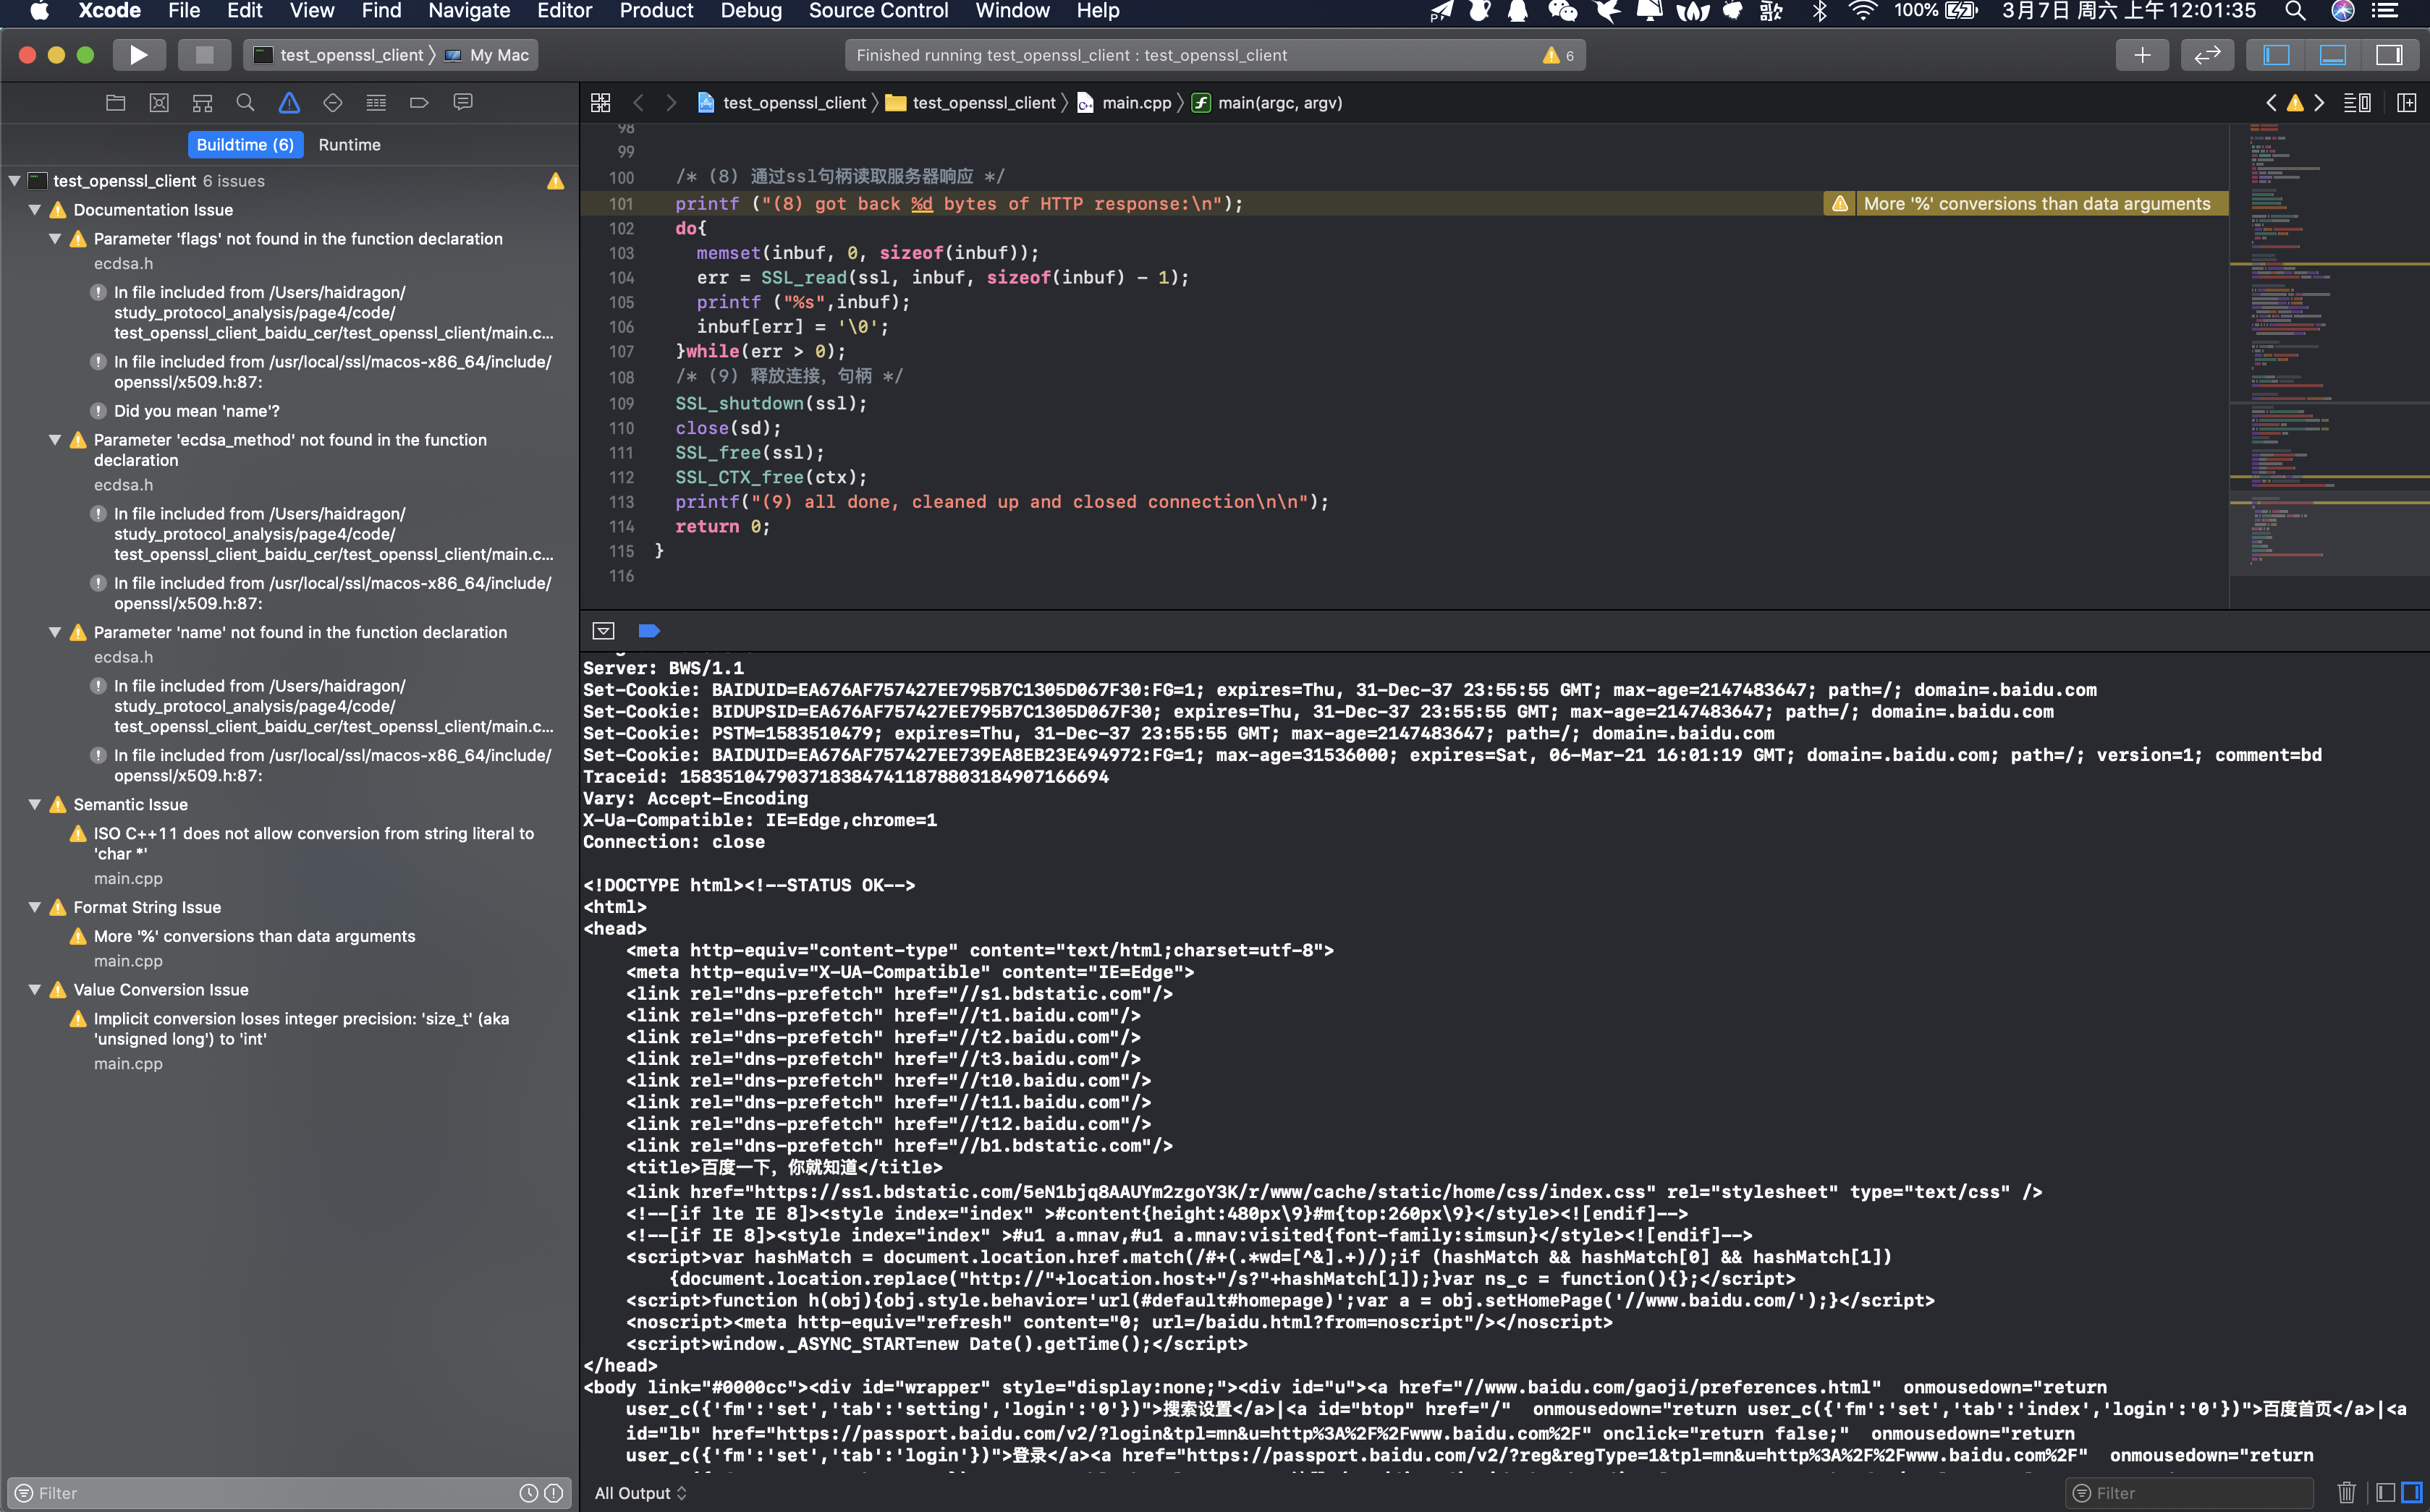 Xcode File Edit View Find Navigate Editor Product Debug Source Control Window Help 100% 3月7日 周六 上午12:01:35
test_openssl_client 〉 My Mac
Finished running test_openssl_client : test_openssl_client 6
test_openssl_client 〉 test_openssl_client 〉 main.cpp 〉 main(argc, argv)
Buildtime (6) Runtime
test_openssl_client 6 issues
Documentation Issue
Parameter 'flags' not found in the function declaration
ecdsa.h
In file included from /Users/haidragon/
study_protocol_analysis/page4/code/
test_openssl_client_baidu_cer/test_openssl_client/main.c...
In file included from /usr/local/ssl/macos-x86_64/include/
openssl/x509.h:87:
Did you mean 'name'?
Parameter 'ecdsa_method' not found in the function
declaration
ecdsa.h
In file included from /Users/haidragon/
study_protocol_analysis/page4/code/
test_openssl_client_baidu_cer/test_openssl_client/main.c...
In file included from /usr/local/ssl/macos-x86_64/include/
openssl/x509.h:87:
Parameter 'name' not found in the function declaration
ecdsa.h
In file included from /Users/haidragon/
study_protocol_analysis/page4/code/
test_openssl_client_baidu_cer/test_openssl_client/main.c...
In file included from /usr/local/ssl/macos-x86_64/include/
openssl/x509.h:87:
Semantic Issue
ISO C++11 does not allow conversion from string literal to
'char *'
main.cpp
Format String Issue
More '%' conversions than data arguments
main.cpp
Value Conversion Issue
Implicit conversion loses integer precision: 'size_t' (aka
'unsigned long') to 'int'
main.cpp
Filter
98
99
100 /* (8) 通过ssl句柄读取服务器响应 */
101 printf ("(8) got back %d bytes of HTTP response:\n"); More '%' conversions than data arguments
102 do{
103 memset(inbuf, 0, sizeof(inbuf));
104 err = SSL_read(ssl, inbuf, sizeof(inbuf) - 1);
105 printf ("%s",inbuf);
106 inbuf[err] = '\0';
107 }while(err > 0);
108 /* (9) 释放连接，句柄 */
109 SSL_shutdown(ssl);
110 close(sd);
111 SSL_free(ssl);
112 SSL_CTX_free(ctx);
113 printf("(9) all done, cleaned up and closed connection\n\n");
114 return 0;
115 }
116
Server: BWS/1.1
Set-Cookie: BAIDUID=EA676AF757427EE795B7C1305D067F30:FG=1; expires=Thu, 31-Dec-37 23:55:55 GMT; max-age=2147483647; path=/; domain=.baidu.com
Set-Cookie: BIDUPSID=EA676AF757427EE795B7C1305D067F30; expires=Thu, 31-Dec-37 23:55:55 GMT; max-age=2147483647; path=/; domain=.baidu.com
Set-Cookie: PSTM=1583510479; expires=Thu, 31-Dec-37 23:55:55 GMT; max-age=2147483647; path=/; domain=.baidu.com
Set-Cookie: BAIDUID=EA676AF757427EE739EA8EB23E494972:FG=1; max-age=31536000; expires=Sat, 06-Mar-21 16:01:19 GMT; domain=.baidu.com; path=/; version=1; comment=bd
Traceid: 1583510479037183847411878803184907166694
Vary: Accept-Encoding
X-Ua-Compatible: IE=Edge,chrome=1
Connection: close
<!DOCTYPE html><!--STATUS OK-->
<html>
<head>
<meta http-equiv="content-type" content="text/html;charset=utf-8">
<meta http-equiv="X-UA-Compatible" content="IE=Edge">
<link rel="dns-prefetch" href="//s1.bdstatic.com"/>
<link rel="dns-prefetch" href="//t1.baidu.com"/>
<link rel="dns-prefetch" href="//t2.baidu.com"/>
<link rel="dns-prefetch" href="//t3.baidu.com"/>
<link rel="dns-prefetch" href="//t10.baidu.com"/>
<link rel="dns-prefetch" href="//t11.baidu.com"/>
<link rel="dns-prefetch" href="//t12.baidu.com"/>
<link rel="dns-prefetch" href="//b1.bdstatic.com"/>
<title>百度一下，你就知道</title>
<link href="https://ss1.bdstatic.com/5eN1bjq8AAUYm2zgoY3K/r/www/cache/static/home/css/index.css" rel="stylesheet" type="text/css" />
<!--[if lte IE 8]><style index="index" >#content{height:480px\9}#m{top:260px\9}</style><![endif]-->
<!--[if IE 8]><style index="index" >#u1 a.mnav,#u1 a.mnav:visited{font-family:simsun}</style><![endif]-->
<script>var hashMatch = document.location.href.match(/#+(.*wd=[^&].+)/);if (hashMatch && hashMatch[0] && hashMatch[1])
{document.location.replace("http://"+location.host+"/s?"+hashMatch[1]);}var ns_c = function(){};</script>
<script>function h(obj){obj.style.behavior='url(#default#homepage)';var a = obj.setHomePage('//www.baidu.com/');}</script>
<noscript><meta http-equiv="refresh" content="0; url=/baidu.html?from=noscript"/></noscript>
<script>window._ASYNC_START=new Date().getTime();</script>
</head>
<body link="#0000cc"><div id="wrapper" style="display:none;"><div id="u"><a href="//www.baidu.com/gaoji/preferences.html"  onmousedown="return
user_c({'fm':'set','tab':'setting','login':'0'})">搜索设置</a>|<a id="btop" href="/"  onmousedown="return user_c({'fm':'set','tab':'index','login':'0'})">百度首页</a>|<a
id="lb" href="https://passport.baidu.com/v2/?login&tpl=mn&u=http%3A%2F%2Fwww.baidu.com%2F" onclick="return false;"  onmousedown="return
user_c({'fm':'set','tab':'login'})">登录</a><a href="https://passport.baidu.com/v2/?reg&regType=1&tpl=mn&u=http%3A%2F%2Fwww.baidu.com%2F"  onmousedown="return
All Output Filter